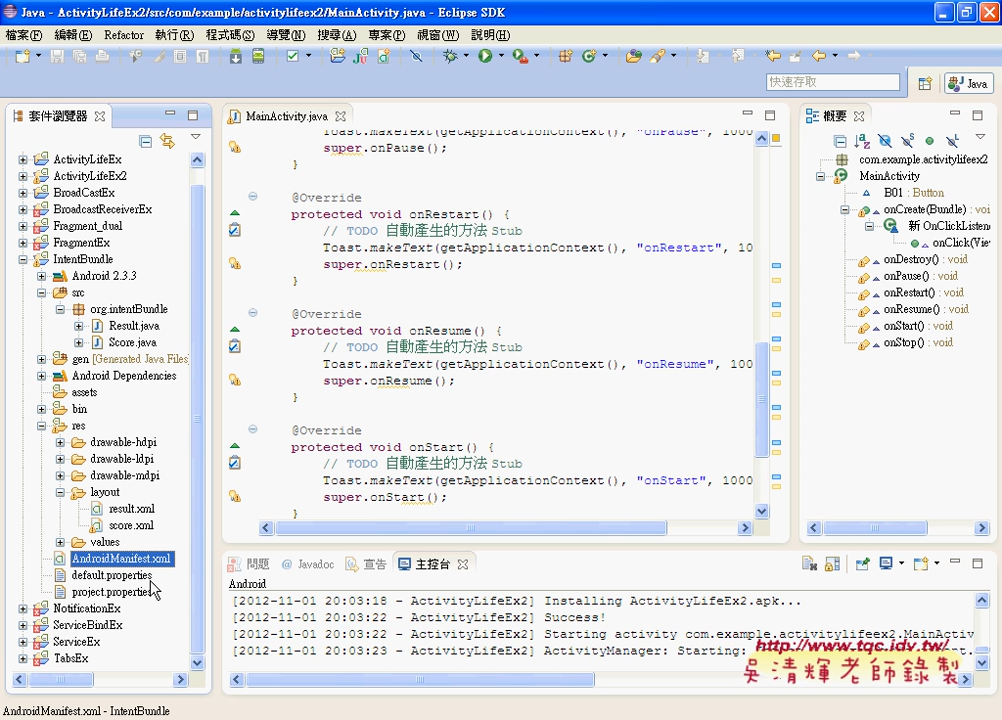 Java - ActivityLifeEx2/src/com/example/activitylifeex2/MainActivity.java - Eclipse SDK
檔案(F) 編輯(E) Refactor 執行(R) 程式碼(S) 導覽(N) 搜尋(A) 專案(P) 視窗(W) 說明(H)
快速存取
Java
套件瀏覽器
ActivityLifeEx
ActivityLifeEx2
BroadCastEx
BroadcastReceiverEx
Fragment_dual
FragmentEx
IntentBundle
Android 2.3.3
src
org.intentBundle
Result.java
Score.java
gen [Generated Java Files]
Android Dependencies
assets
bin
res
drawable-hdpi
drawable-ldpi
drawable-mdpi
layout
result.xml
score.xml
values
AndroidManifest.xml
default.properties
project.properties
NotificationEx
ServiceBindEx
ServiceEx
TabsEx
MainActivity.java
Toast.makeText(getApplicationContext(), "onPause", 1000
super.onPause();
}
@Override
protected void onRestart() {
// TODO 自動產生的方法 Stub
Toast.makeText(getApplicationContext(), "onRestart", 10
super.onRestart();
}
@Override
protected void onResume() {
// TODO 自動產生的方法 Stub
Toast.makeText(getApplicationContext(), "onResume", 100
super.onResume();
}
@Override
protected void onStart() {
// TODO 自動產生的方法 Stub
Toast.makeText(getApplicationContext(), "onStart", 1000
super.onStart();
}
概要
com.example.activitylifeex2
MainActivity
B01 : Button
onCreate(Bundle) : voi
新 OnClickListene
onClick(Vie
onDestroy() : void
onPause() : void
onRestart() : void
onResume() : void
onStart() : void
onStop() : void
問題 @ Javadoc 宣告 主控台
Android
[2012-11-01 20:03:18 - ActivityLifeEx2] Installing ActivityLifeEx2.apk...
[2012-11-01 20:03:22 - ActivityLifeEx2] Success!
[2012-11-01 20:03:22 - ActivityLifeEx2] Starting activity com.example.activitylifeex2.MainActiv
[2012-11-01 20:03:23 - ActivityLifeEx2] ActivityManager: Starting:
http://www.tqc.idv.tw/
吳清輝老師錄製
AndroidManifest.xml - IntentBundle